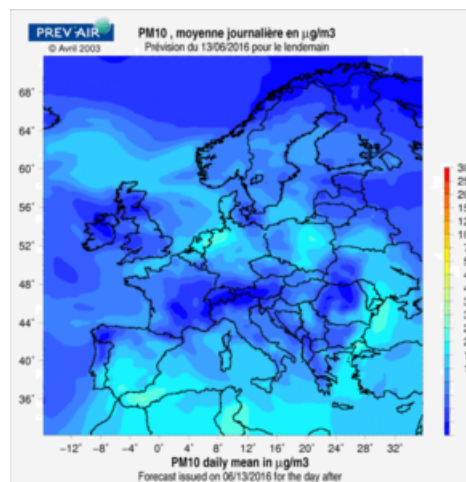 PREV'AIR
© Avril 2003
PM10 , moyenne journalière en µg/m3
Prévision du 13/06/2016 pour le lendemain
68°
64°
60°
56°
52°
48°
44°
40°
36°
−12° −8° −4° 0° 4° 8° 12° 16° 20° 24° 28° 32°
PM10 daily mean in µg/m3
Forecast issued on 06/13/2016 for the day after